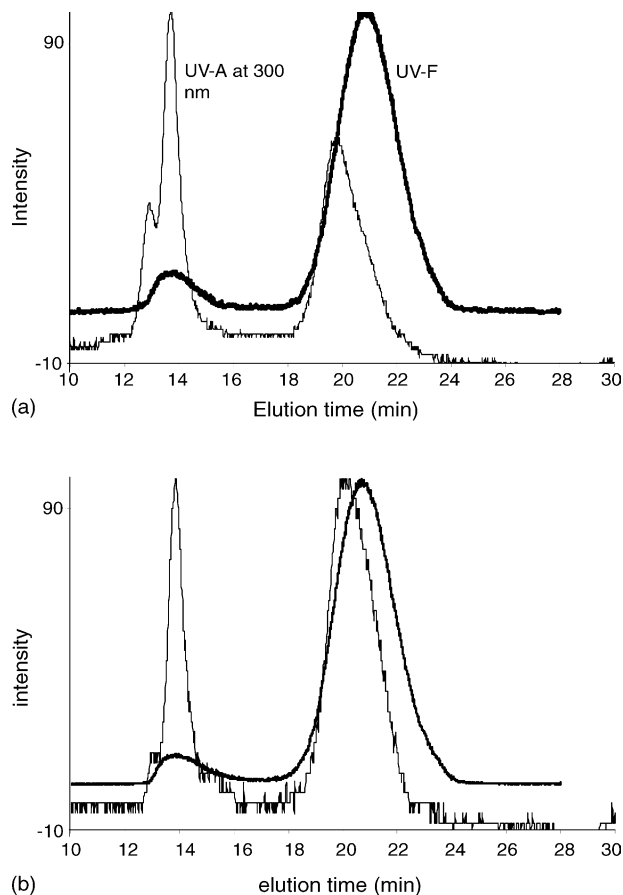 90
UV-A at 300
nm
UV-F
Intensity
-10
10 12 14 16 18 20 22 24 26 28 30
(a)
Elution time (min)
90
intensity
-10
10 12 14 16 18 20 22 24 26 28 30
(b)
elution time (min)